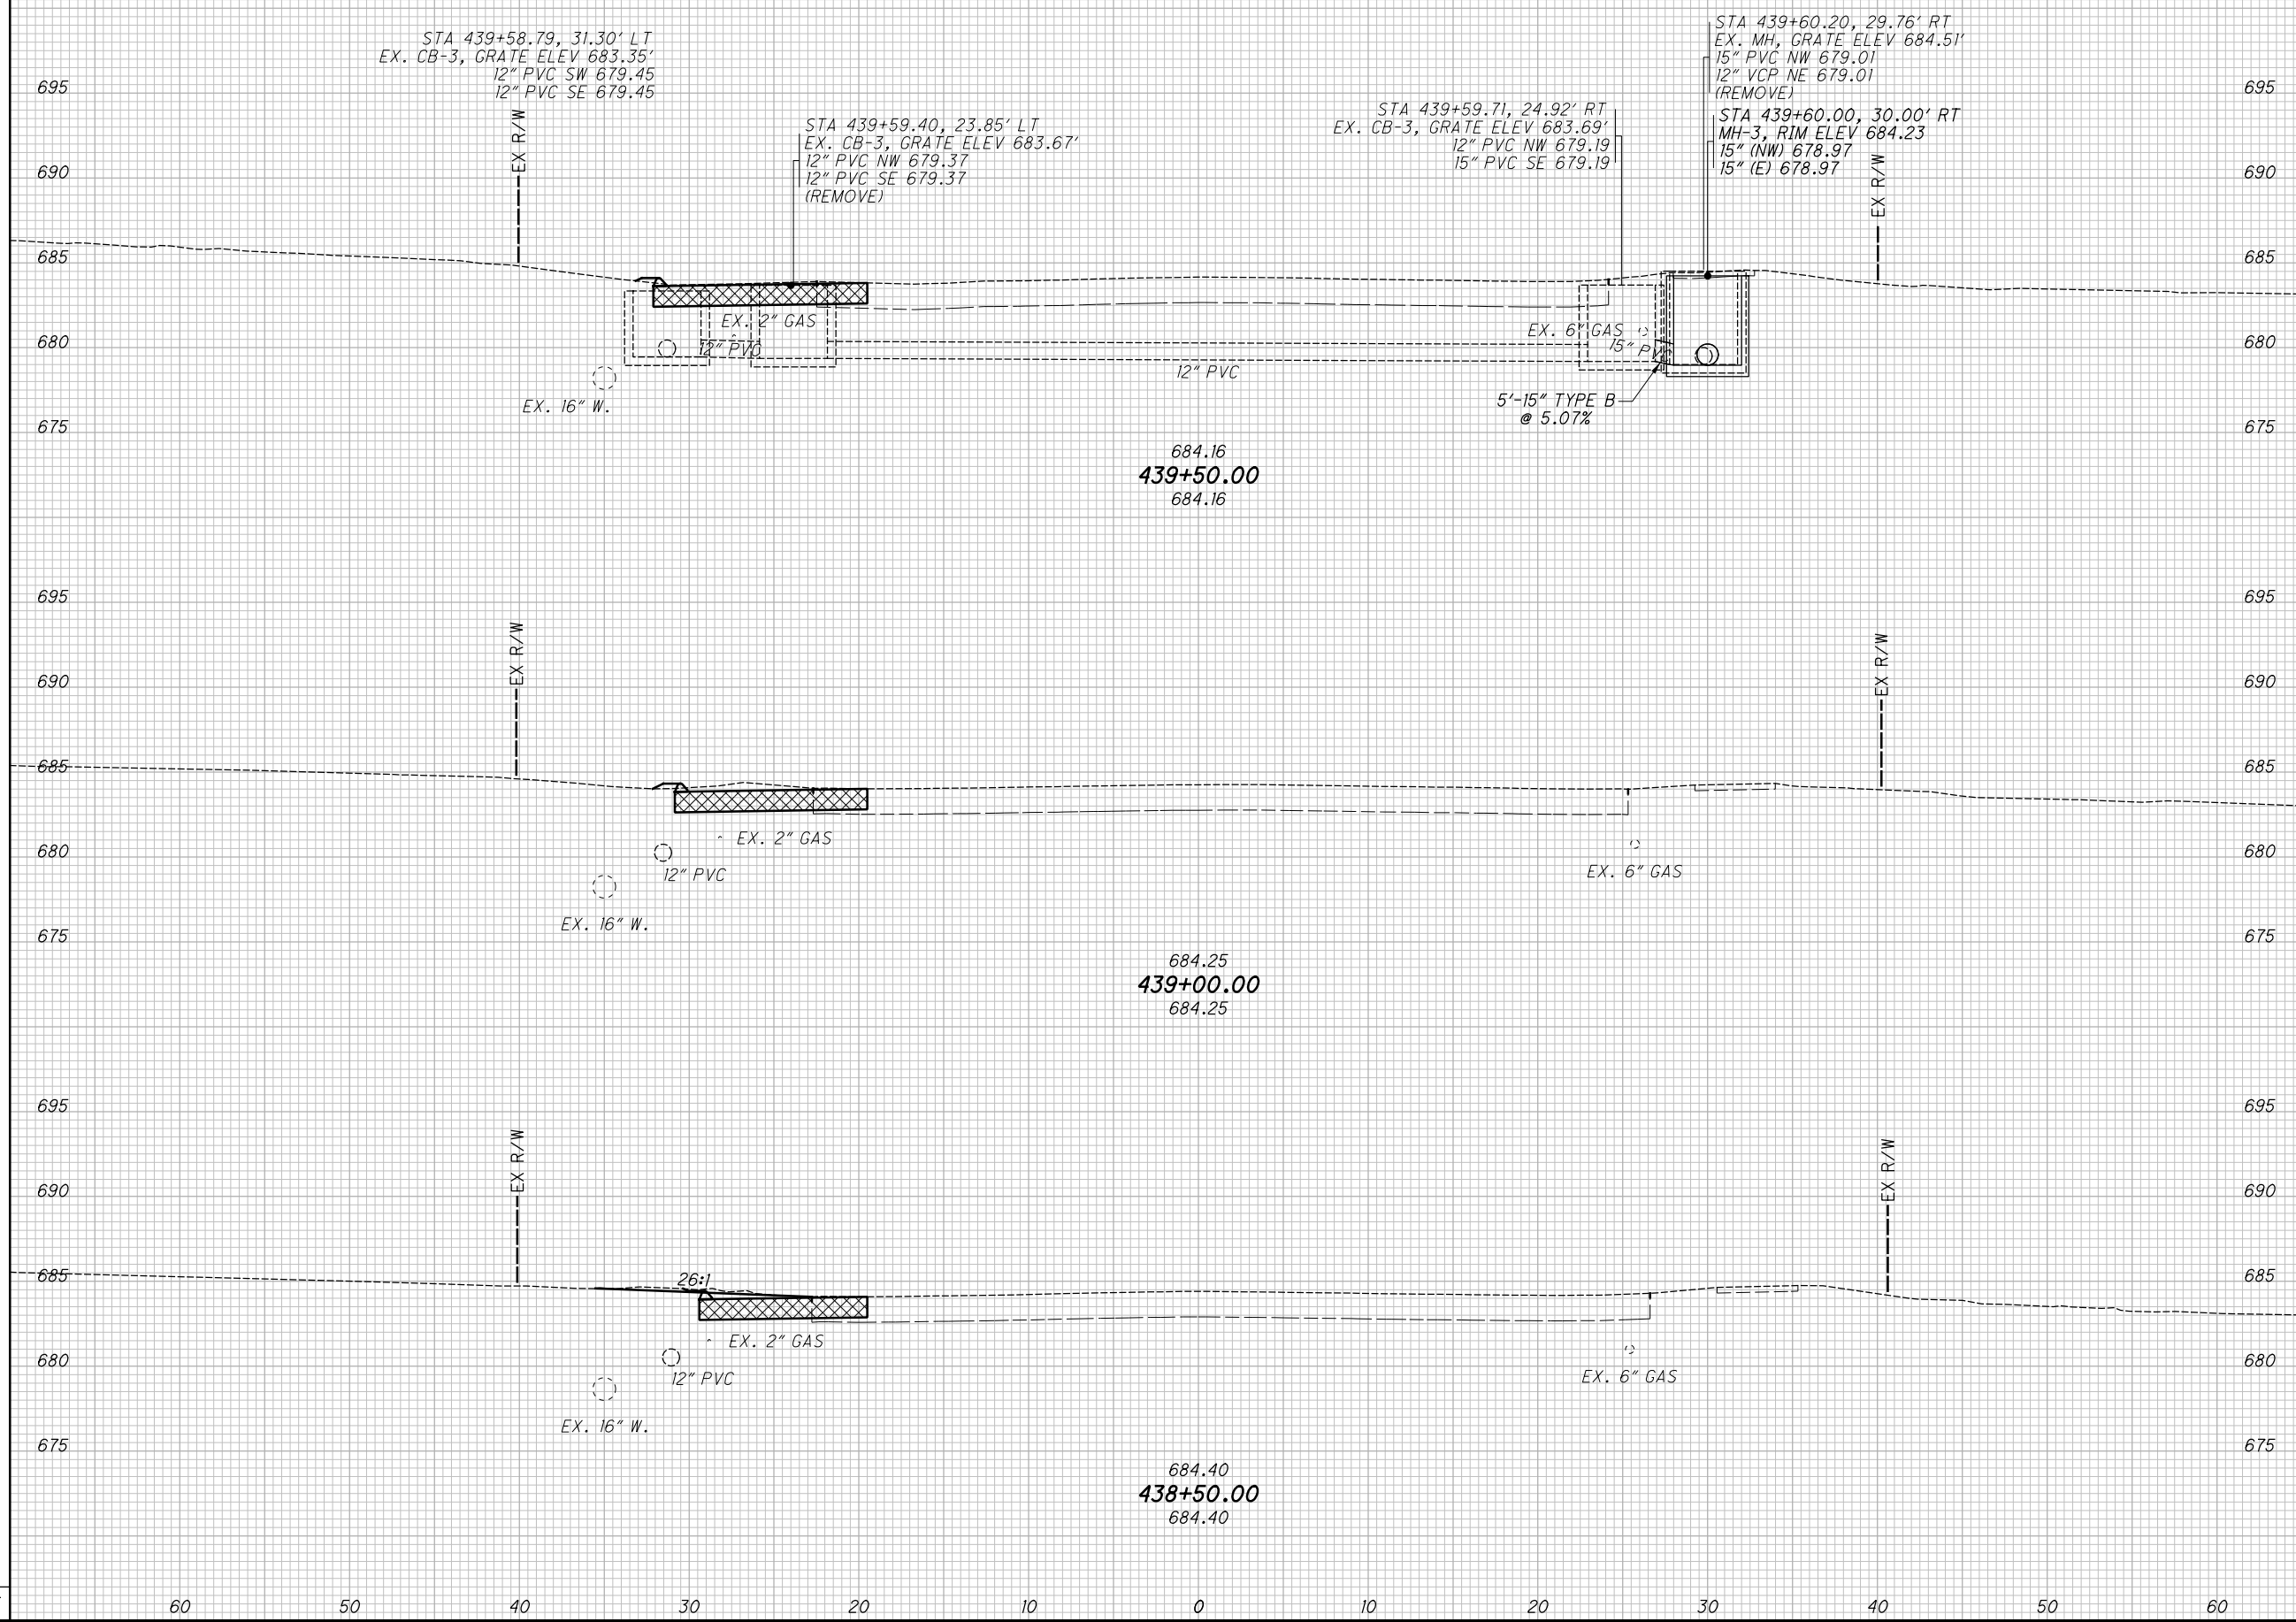 STA 439+58.79, 31.30' LT
EX. CB-3, GRATE ELEV 683.35'
12" PVC SW 679.45
12" PVC SE 679.45
STA 439+59.40, 23.85' LT
EX. CB-3, GRATE ELEV 683.67'
12" PVC NW 679.37
12" PVC SE 679.37
(REMOVE)
STA 439+59.71, 24.92' RT
EX. CB-3, GRATE ELEV 683.69'
12" PVC NW 679.19
15" PVC SE 679.19
STA 439+60.20, 29.76' RT
EX. MH, GRATE ELEV 684.51'
15" PVC NW 679.01
12" VCP NE 679.01
(REMOVE)
STA 439+60.00, 30.00' RT
MH-3, RIM ELEV 684.23
15" (NW) 678.97
15" (E) 678.97
EX R/W
EX R/W
695
695
690
690
685
685
680
680
675
675
EX. 2" GAS
12" PVC
EX. 16" W.
12" PVC
EX. 6" GAS
15" PVC
5'-15" TYPE B
@ 5.07%
684.16
439+50.00
684.16
695
695
EX R/W
EX R/W
690
690
685
685
680
680
675
675
EX. 2" GAS
12" PVC
EX. 16" W.
EX. 6" GAS
684.25
439+00.00
684.25
695
695
EX R/W
EX R/W
690
690
685
685
26:1
680
680
675
675
EX. 2" GAS
12" PVC
EX. 16" W.
EX. 6" GAS
684.40
438+50.00
684.40
60 50 40 30 20 10 0 10 20 30 40 50 60